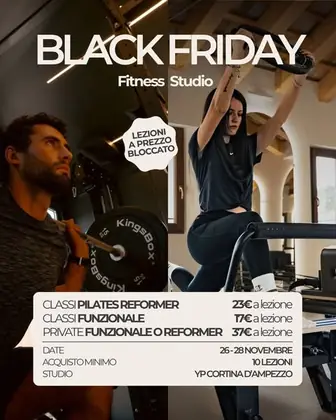 BLACK FRIDAY
Fitness Studio
LEZIONI
A PREZZO
BLOCCATO
KingsBox
KingsBox
CLASSI PILATES REFORMER 23€ a lezione
CLASSI FUNZIONALE 17€ a lezione
PRIVATE FUNZIONALE O REFORMER 37€ a lezione
DATE 26 - 28 NOVEMBRE
ACQUISTO MINIMO 10 LEZIONI
STUDIO YP CORTINA D'AMPEZZO